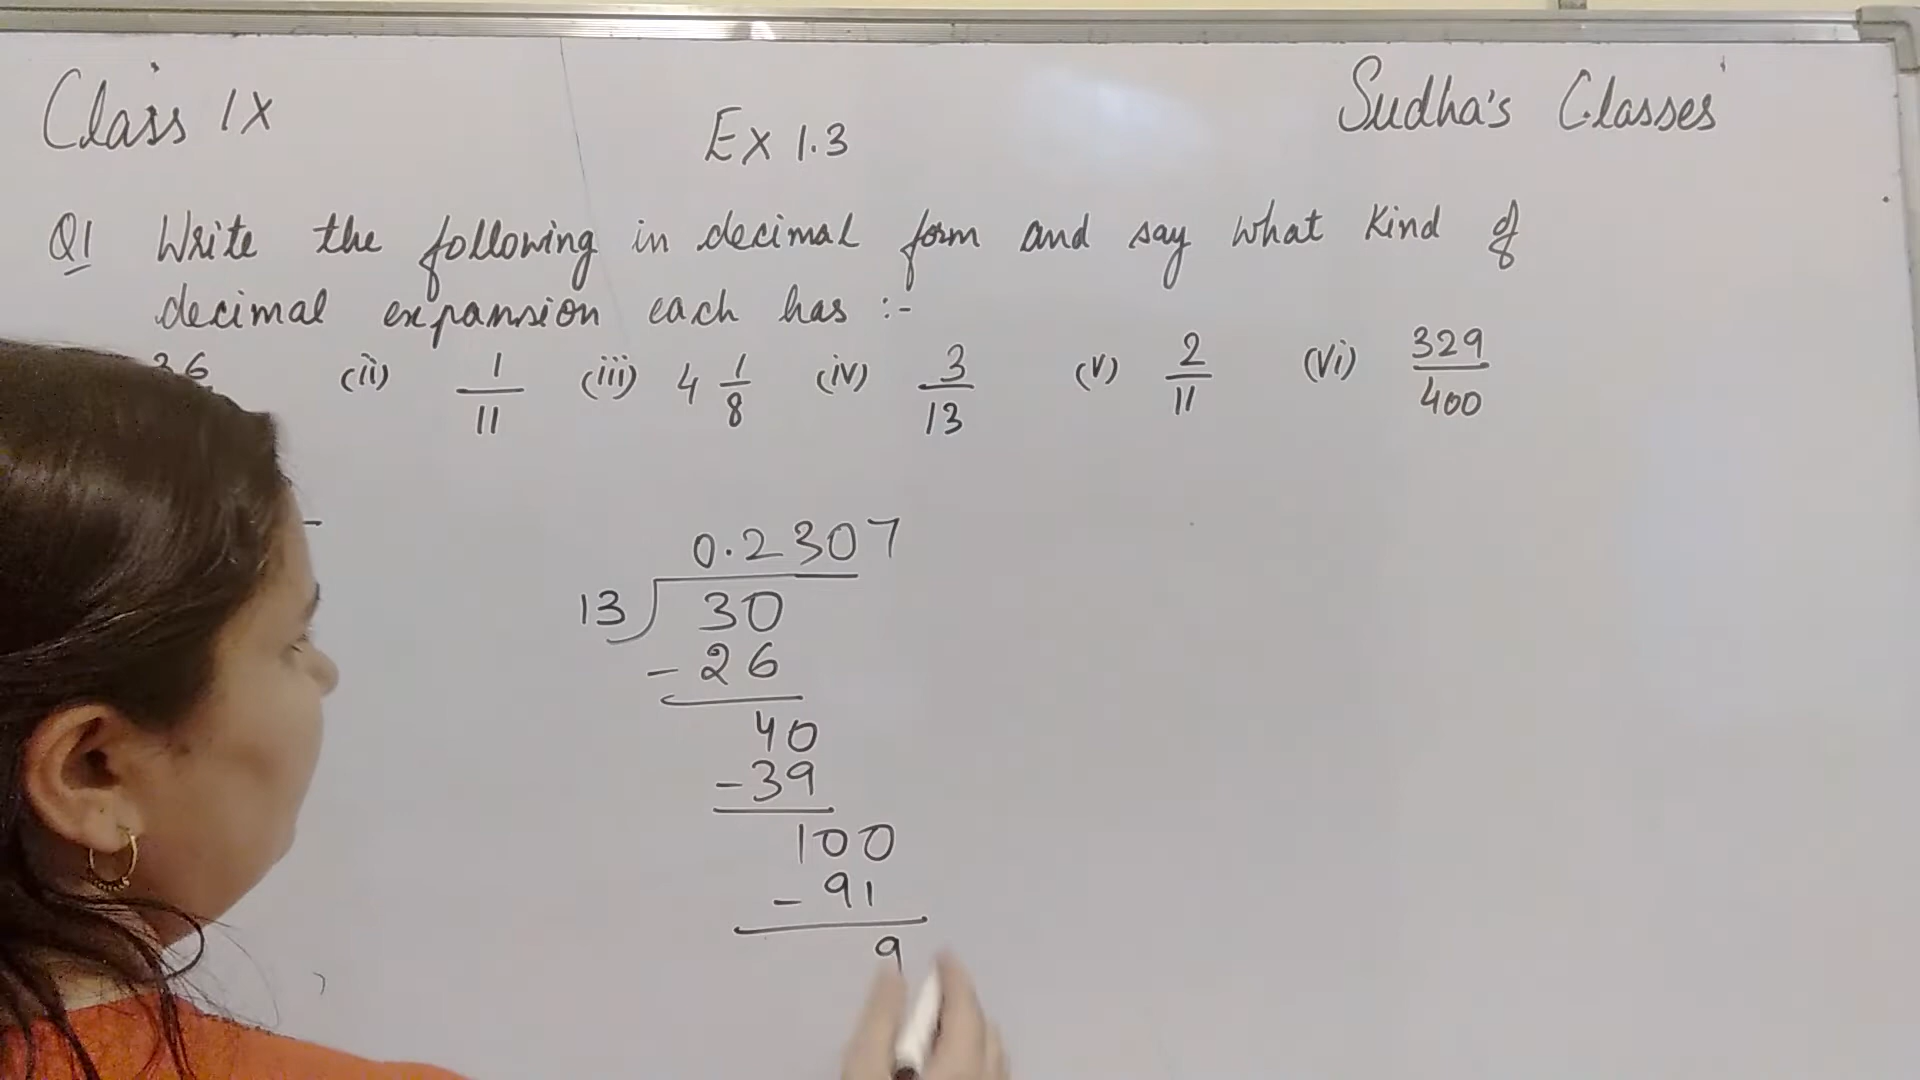 Class IX
Ex 1.3
Sudha's Classes
Q1 Write the following in decimal form and say what kind of
decimal expansion each has :-
36 (ii) 1/11 (iii) 4 1/8 (iv) 3/13 (v) 2/11 (vi) 329/400
0.2307
13 30
- 26
40
- 39
100
- 91
9